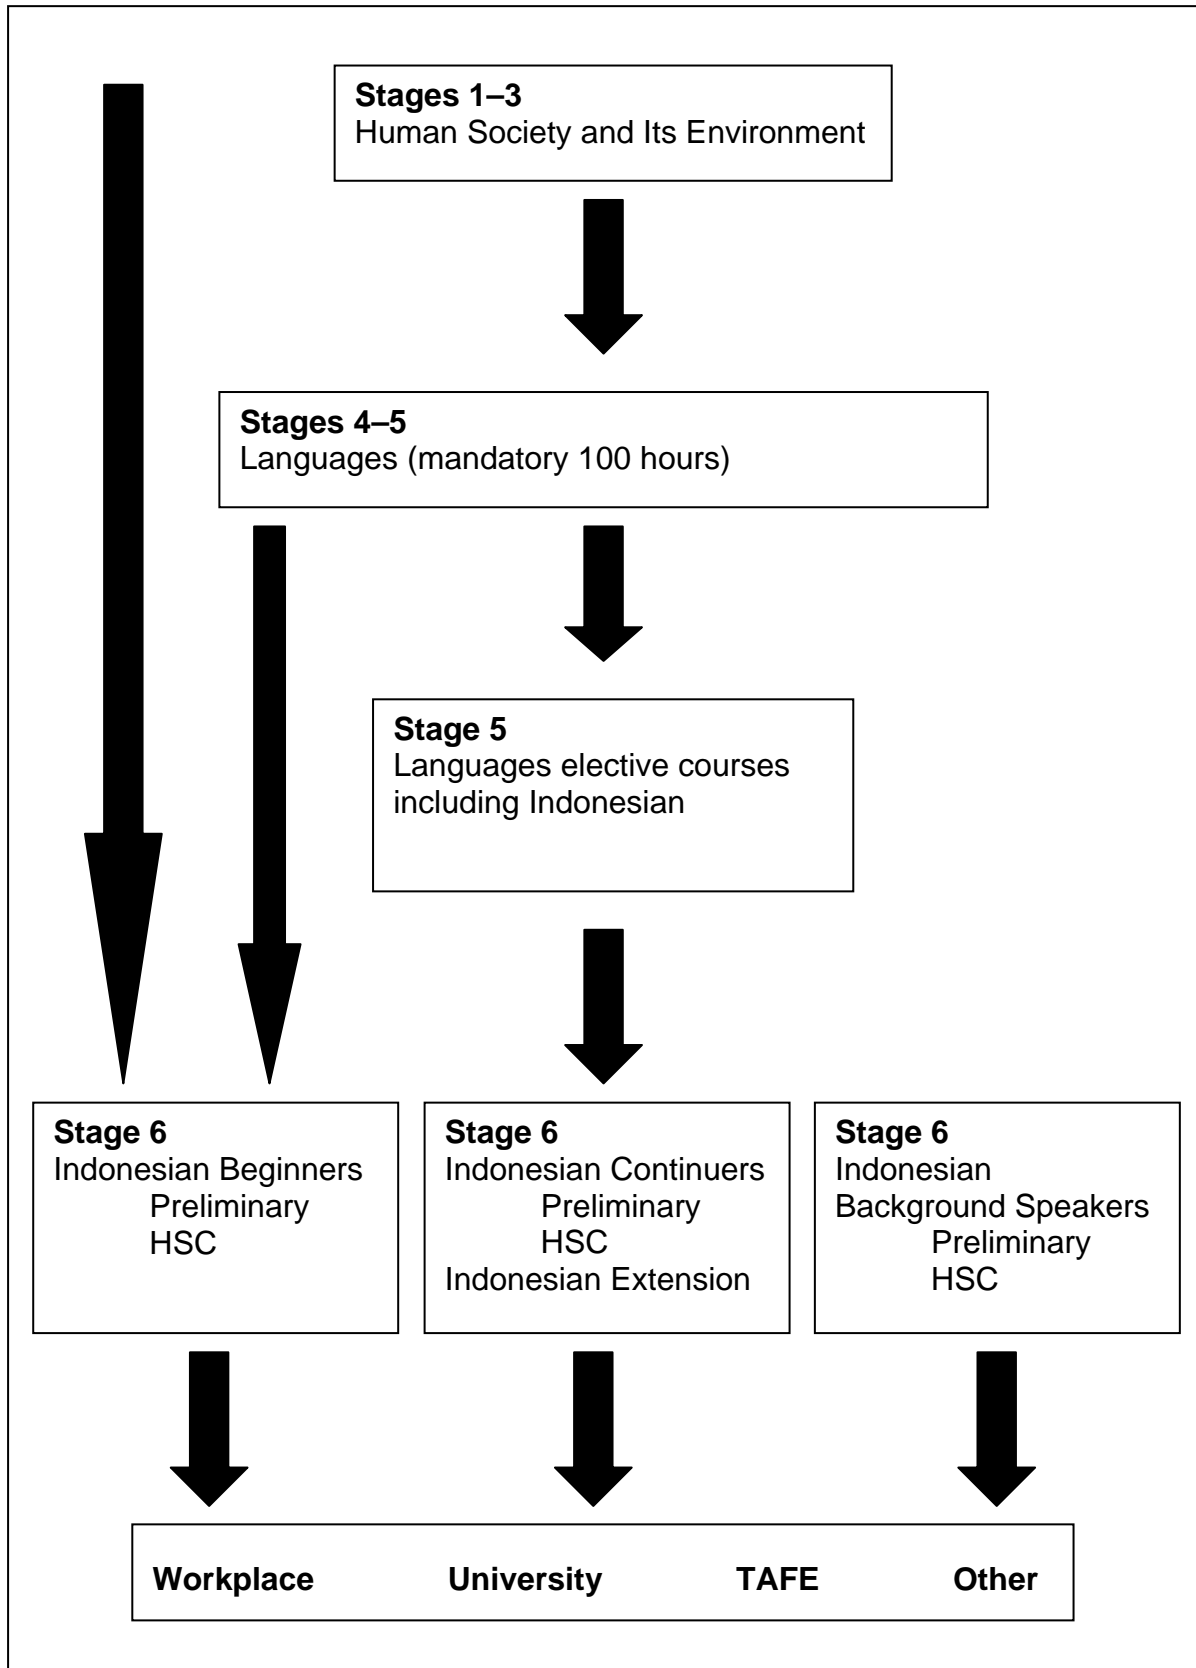 Stages 1–3
Human Society and Its Environment
Stages 4–5
Languages (mandatory 100 hours)
Stage 5
Languages elective courses
including Indonesian
Stage 6
Indonesian Beginners
Preliminary
HSC
Stage 6
Indonesian Continuers
Preliminary
HSC
Indonesian Extension
Stage 6
Indonesian
Background Speakers
Preliminary
HSC
Workplace University TAFE Other